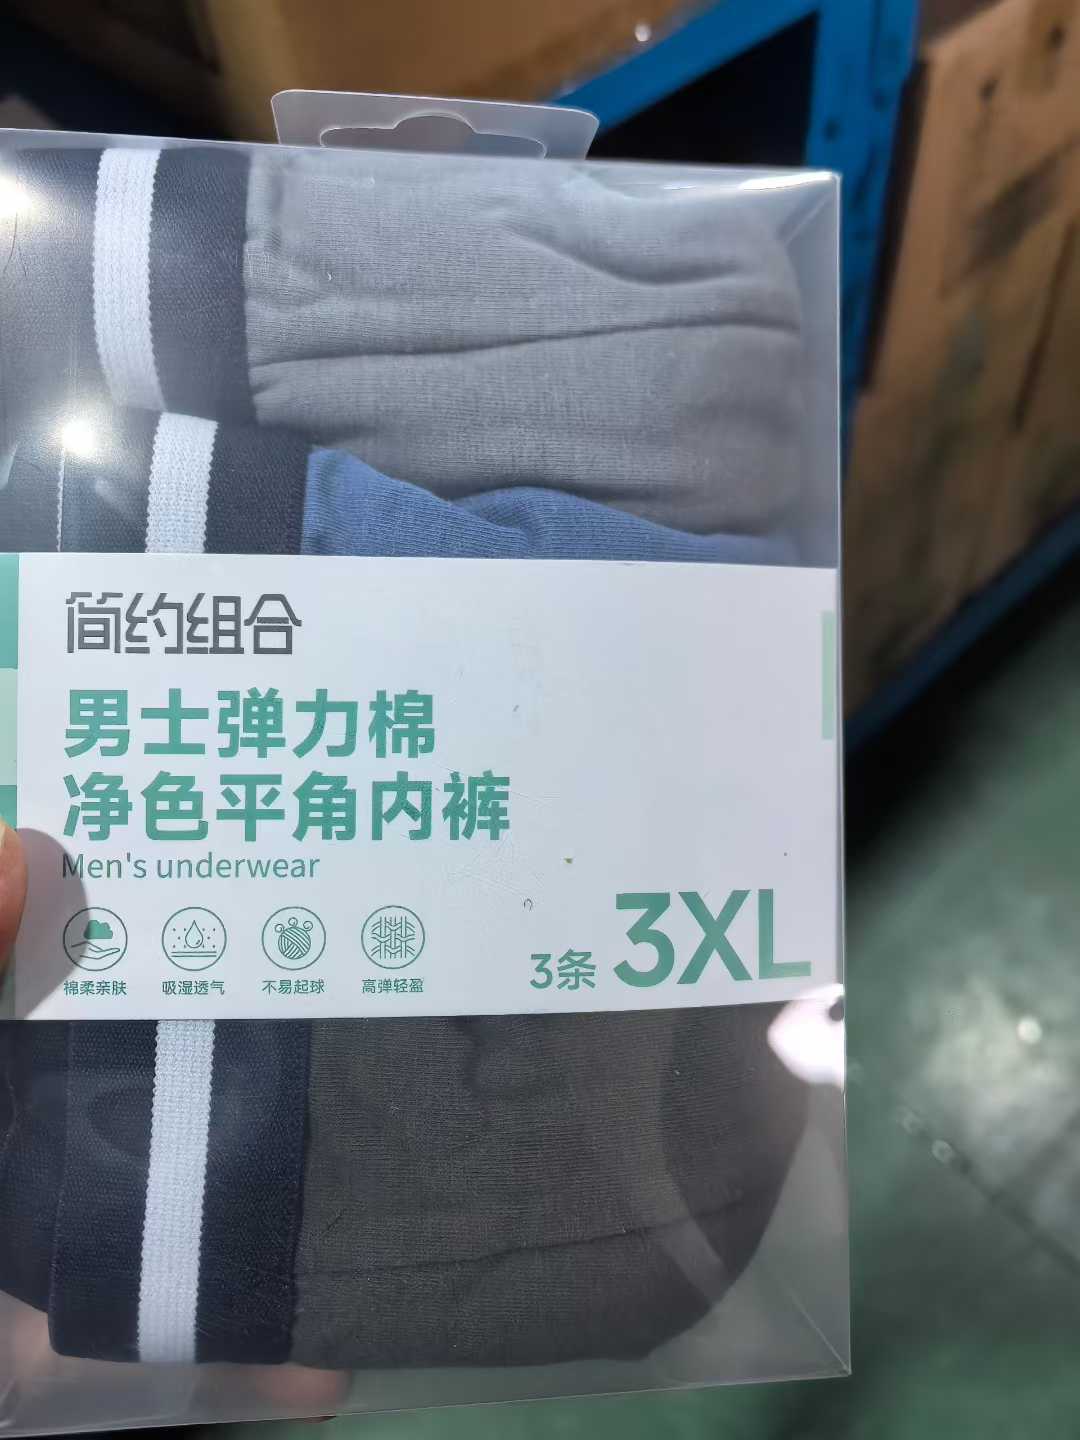 简约组合
男士弹力棉
净色平角内裤
Men's underwear
棉柔亲肤 吸湿透气 不易起球 高弹轻盈
3条 3XL